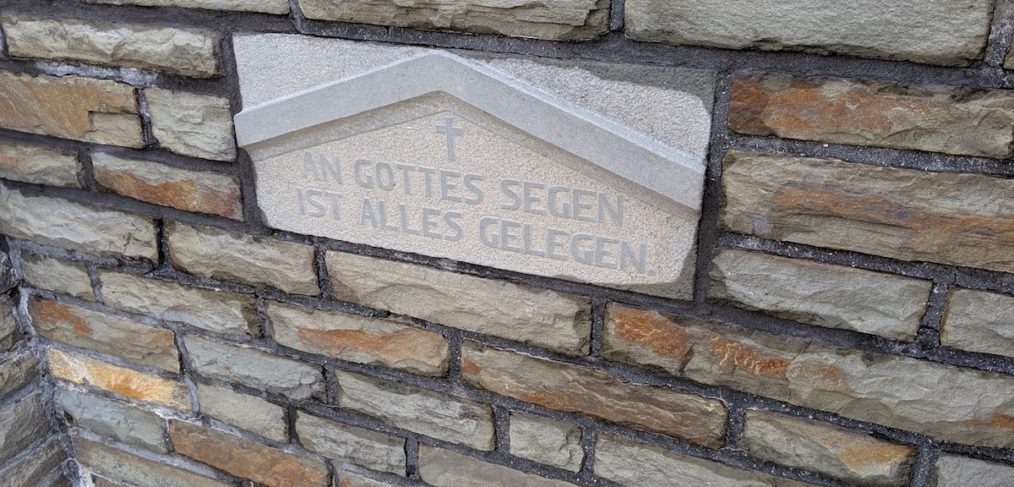 AN GOTTES SEGEN
IST ALLES GELEGEN.